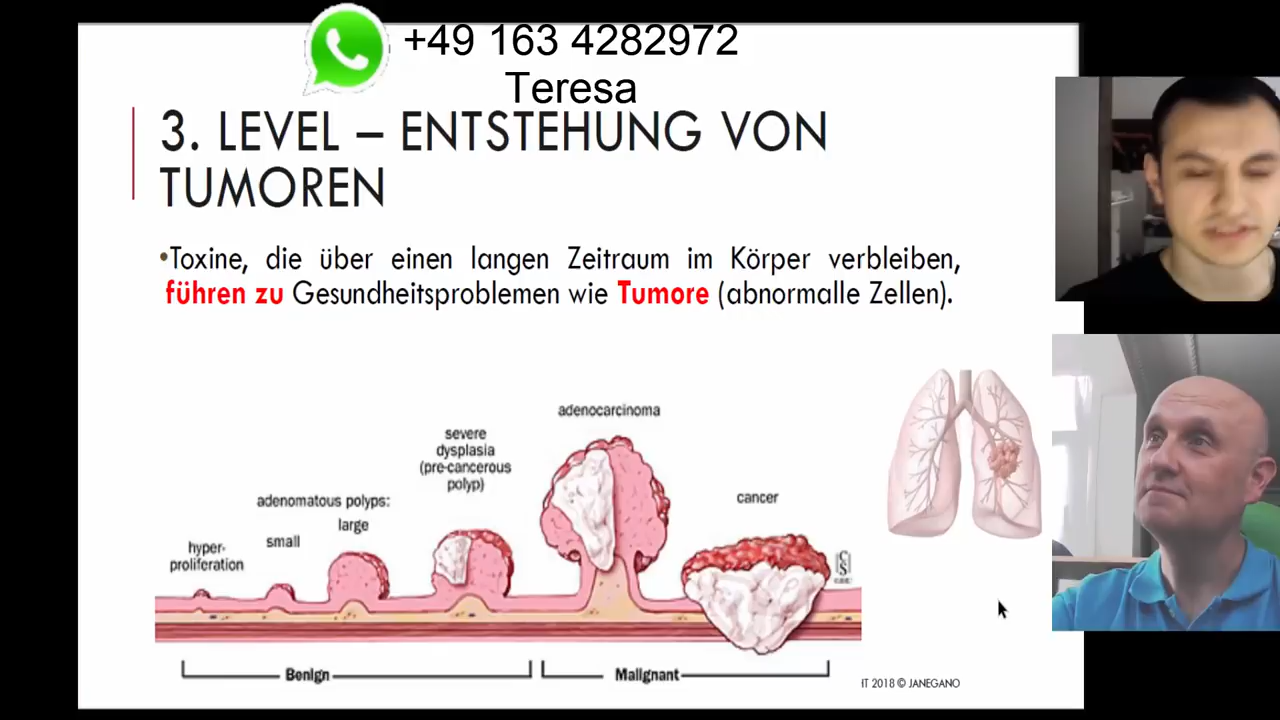 +49 163 4282972
Teresa
3. LEVEL – ENTSTEHUNG VON
TUMOREN
•Toxine, die über einen langen Zeitraum im Körper verbleiben,
führen zu Gesundheitsproblemen wie Tumore (abnormalle Zellen).
adenocarcinoma
severe
dysplasia
(pre-cancerous
polyp)
adenomatous polyps:
large
small
hyper-
proliferation
cancer
Benign
Malignant
HT 2018 © JANEGANO